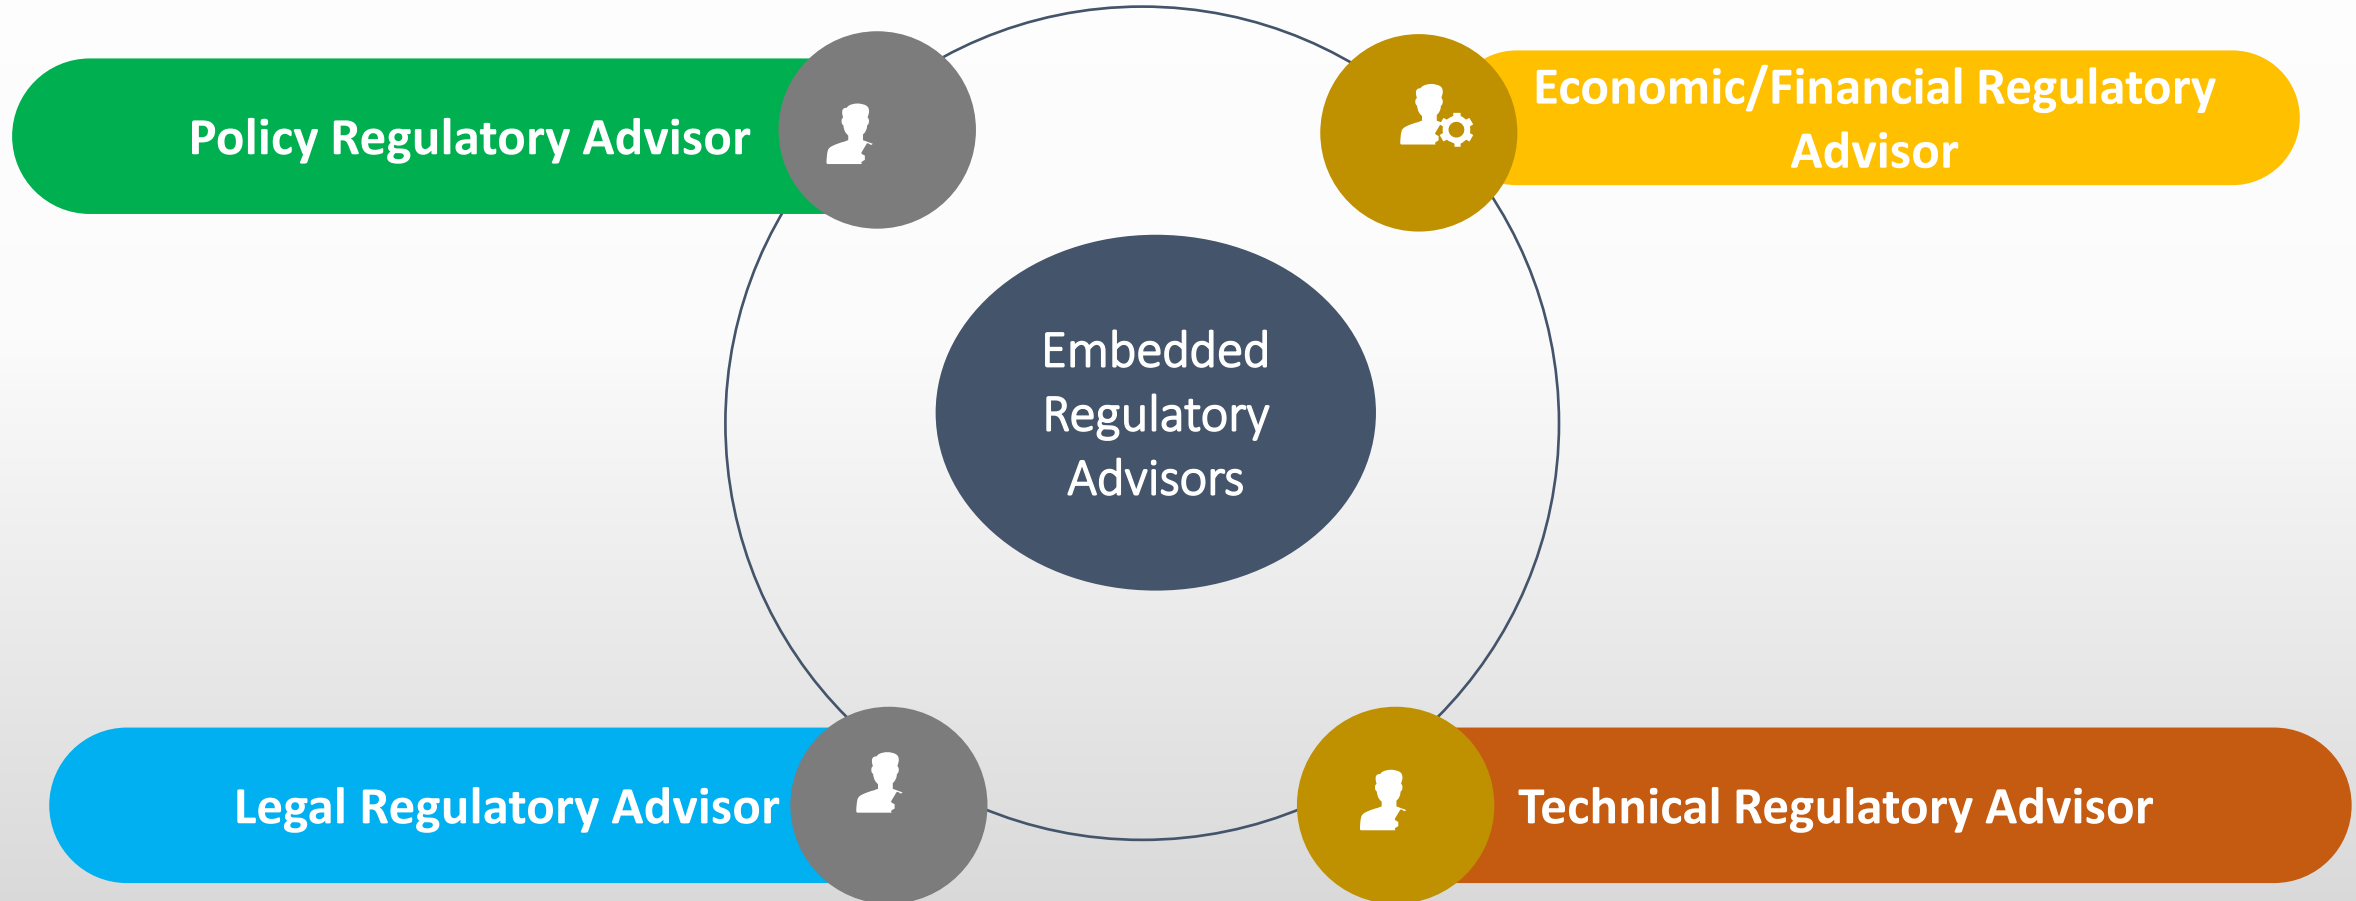 Policy Regulatory Advisor
Economic/Financial Regulatory
Advisor
Embedded
Regulatory
Advisors
Legal Regulatory Advisor
Technical Regulatory Advisor